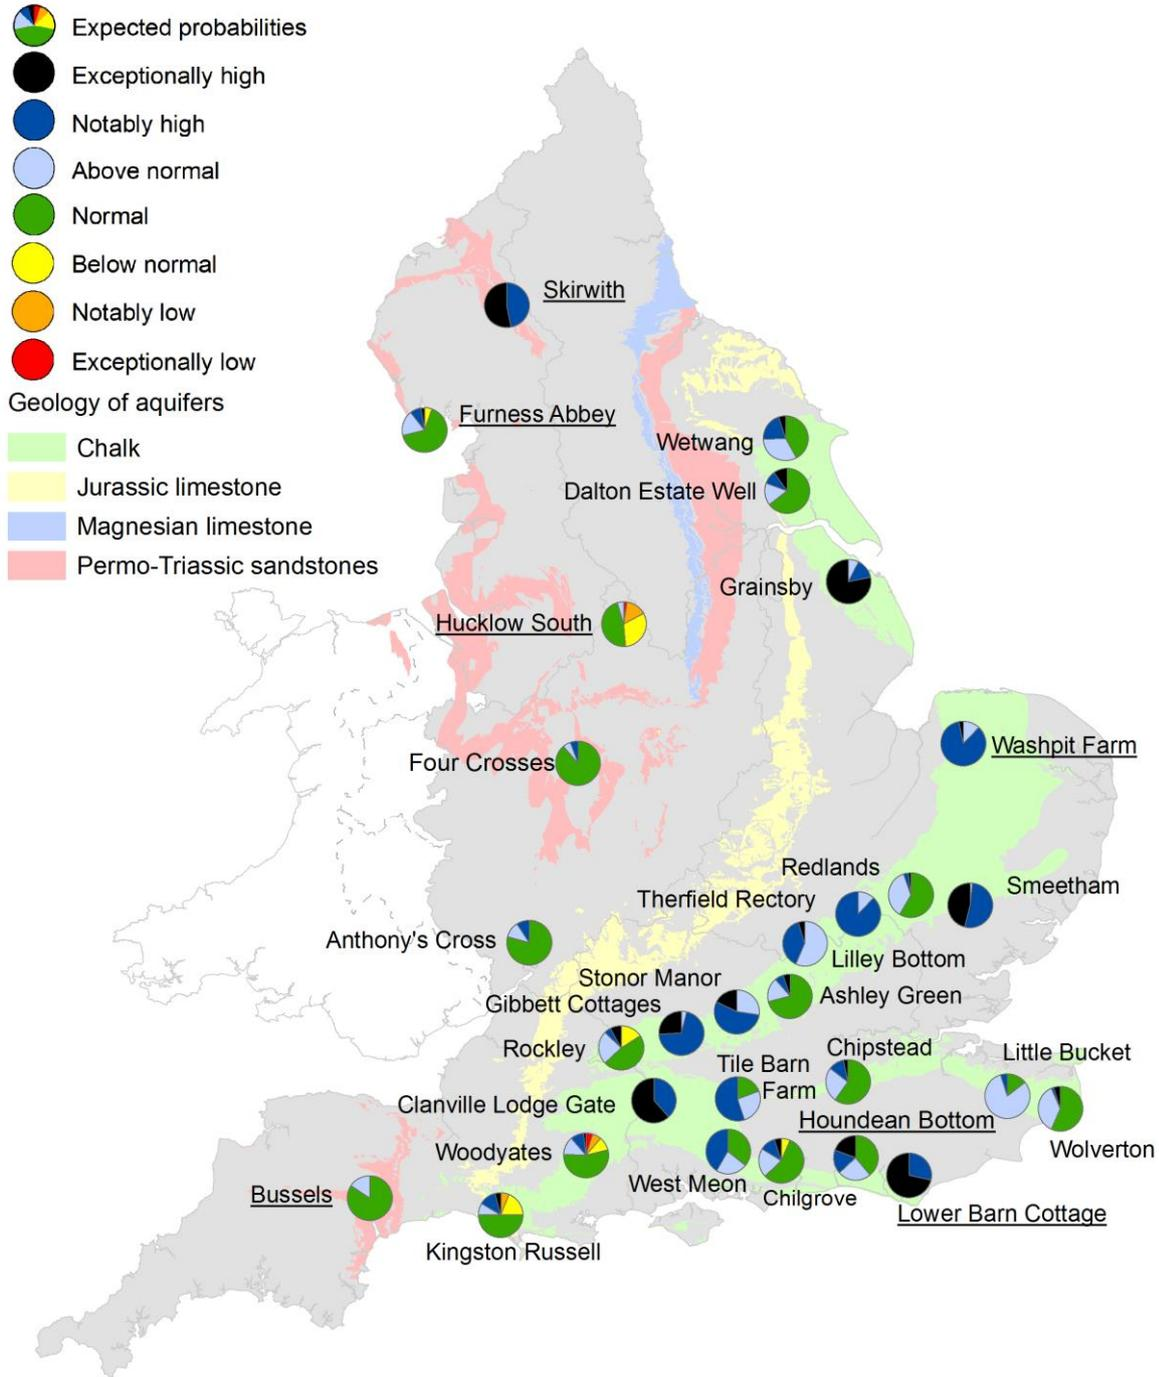 Expected probabilities
Exceptionally high
Notably high
Above normal
Normal
Below normal
Notably low
Exceptionally low
Geology of aquifers
Chalk
Jurassic limestone
Magnesian limestone
Permo-Triassic sandstones
Skirwith
Furness Abbey
Wetwang
Dalton Estate Well
Grainsby
Hucklow South
Washpit Farm
Four Crosses
Redlands
Smeetham
Therfield Rectory
Anthony's Cross
Lilley Bottom
Stonor Manor
Ashley Green
Gibbett Cottages
Rockley
Chipstead
Little Bucket
Tile Barn
Farm
Clanville Lodge Gate
Houndean Bottom
Woodyates
Wolverton
West Meon
Bussels
Chilgrove
Lower Barn Cottage
Kingston Russell